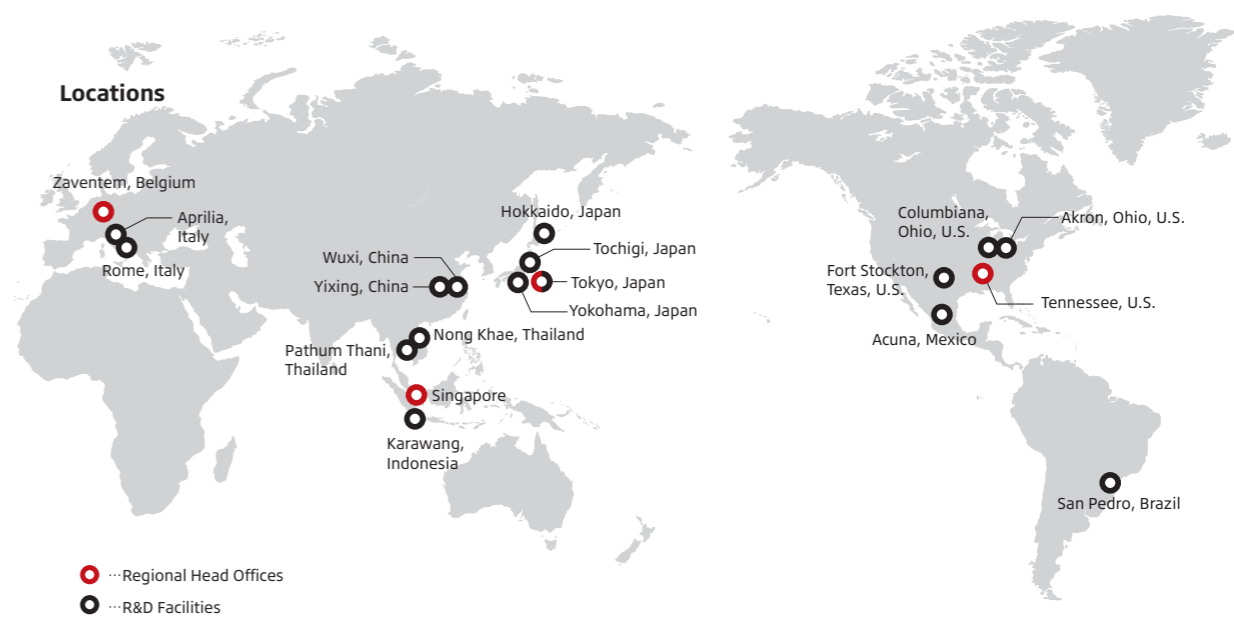 Locations
Zaventem, Belgium
Aprilia,
Italy
Rome, Italy
Hokkaido, Japan
Tochigi, Japan
Wuxi, China
Yixing, China
Tokyo, Japan
Yokohama, Japan
Nong Khae, Thailand
Pathum Thani,
Thailand
Singapore
Karawang,
Indonesia
Columbiana,
Ohio, U.S.
Akron, Ohio, U.S.
Fort Stockton,
Texas, U.S.
Tennessee, U.S.
Acuna, Mexico
San Pedro, Brazil
···Regional Head Offices
···R&D Facilities